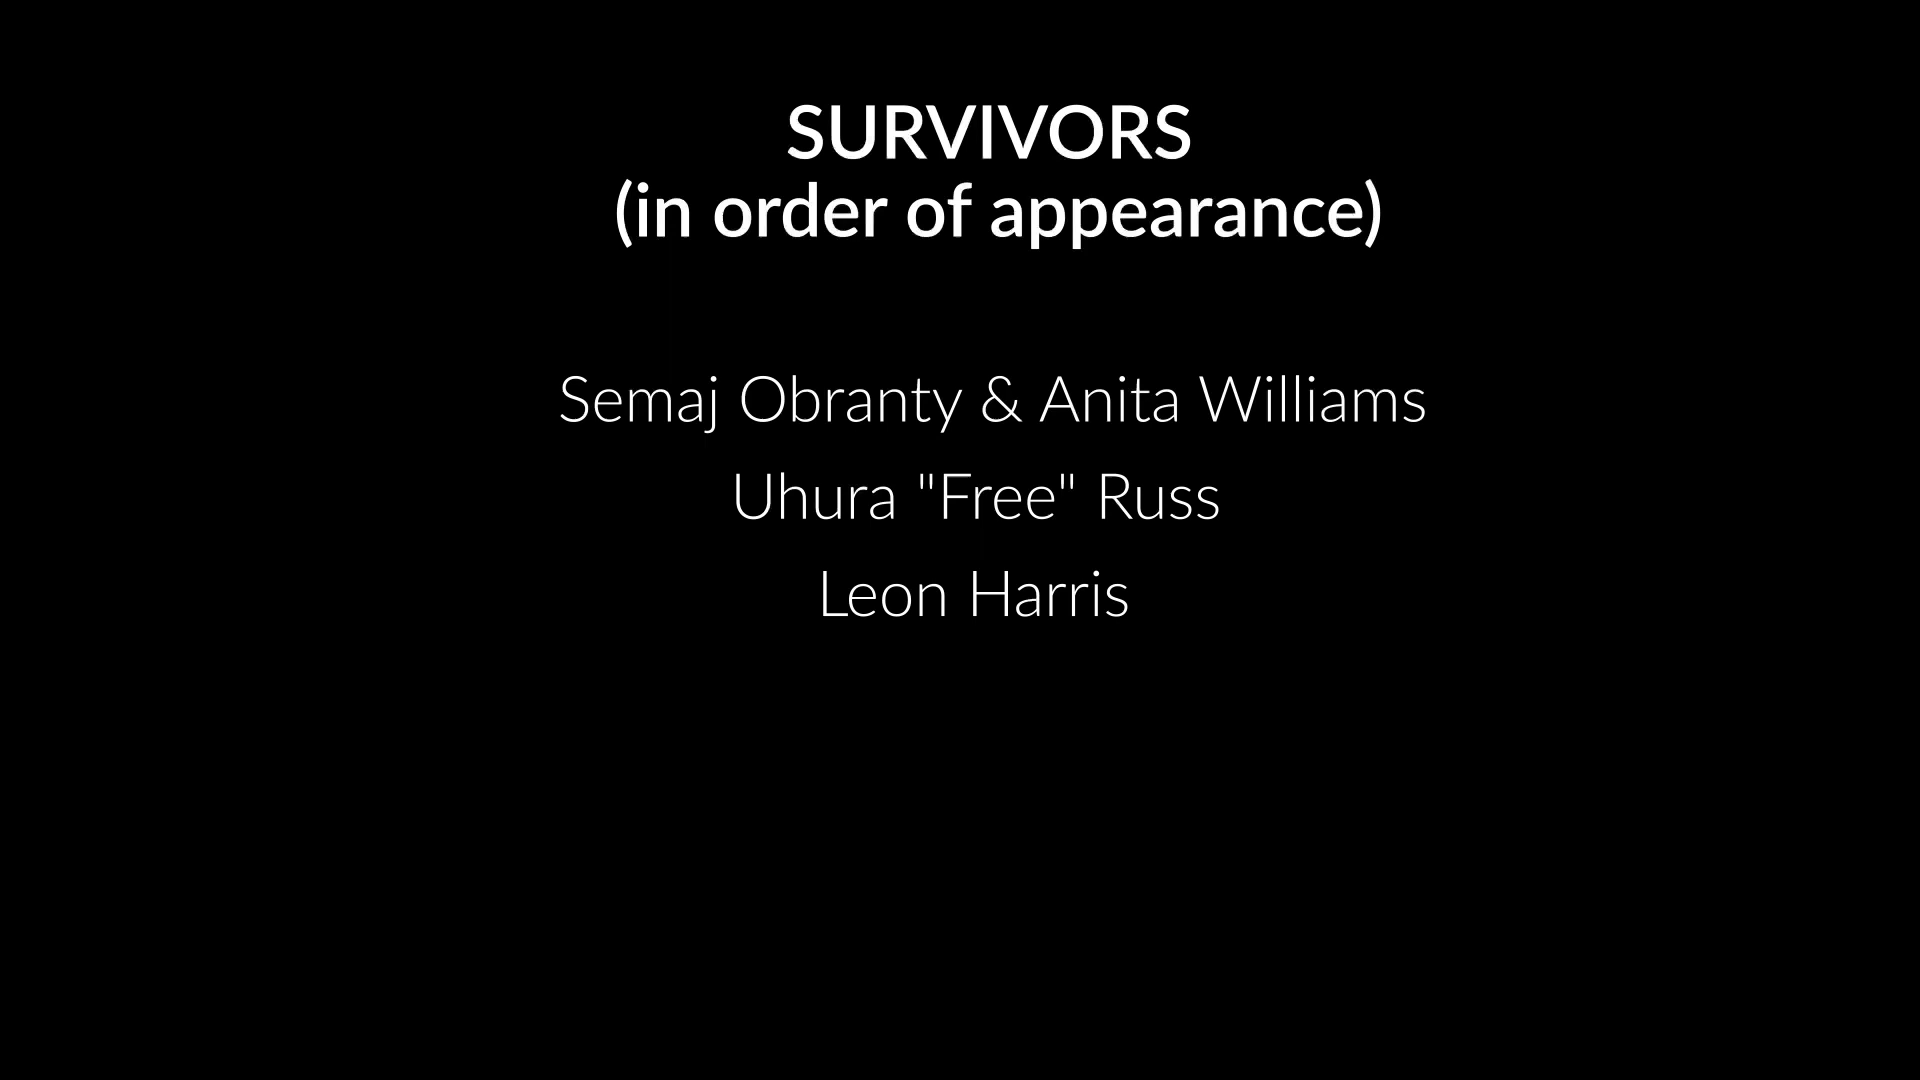 SURVIVORS
(in order of appearance)
Semaj Obranty & Anita Williams
Uhura "Free" Russ
Leon Harris